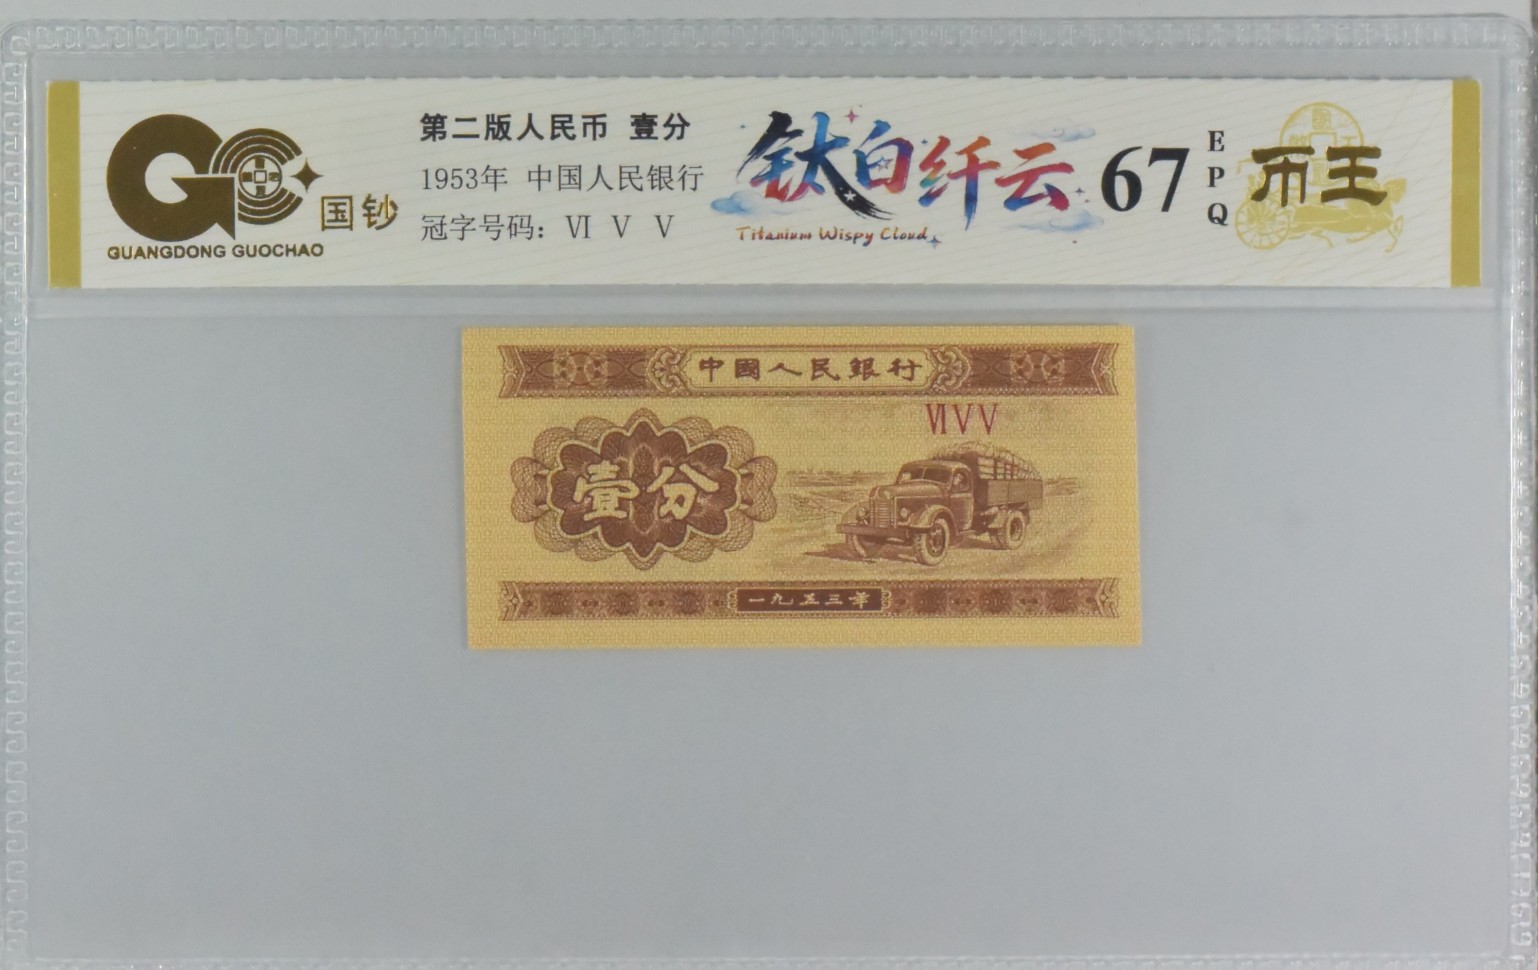 国钞
GUANGDONG GUOCHAO
第二版人民币 壹分
1953年 中国人民银行
冠字号码：Ⅵ Ⅴ Ⅴ
钛白纤云
Titanium Wispy Cloud
67
EPQ
币王
中國人民銀行
ⅥⅤⅤ
壹分
一九五三年